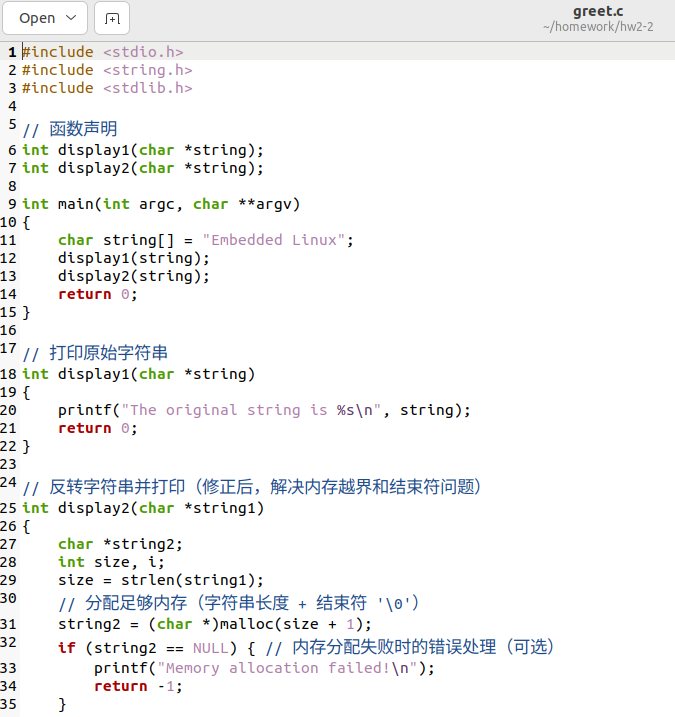 Open
greet.c
~/homework/hw2-2
1 #include <stdio.h>
2 #include <string.h>
3 #include <stdlib.h>
4
5 // 函数声明
6 int display1(char *string);
7 int display2(char *string);
8
9 int main(int argc, char **argv)
10 {
11     char string[] = "Embedded Linux";
12     display1(string);
13     display2(string);
14     return 0;
15 }
16
17 // 打印原始字符串
18 int display1(char *string)
19 {
20     printf("The original string is %s\n", string);
21     return 0;
22 }
23
24 // 反转字符串并打印（修正后，解决内存越界和结束符问题）
25 int display2(char *string1)
26 {
27     char *string2;
28     int size, i;
29     size = strlen(string1);
30     // 分配足够内存（字符串长度 + 结束符 '\0'）
31     string2 = (char *)malloc(size + 1);
32     if (string2 == NULL) { // 内存分配失败时的错误处理（可选）
33         printf("Memory allocation failed!\n");
34         return -1;
35     }